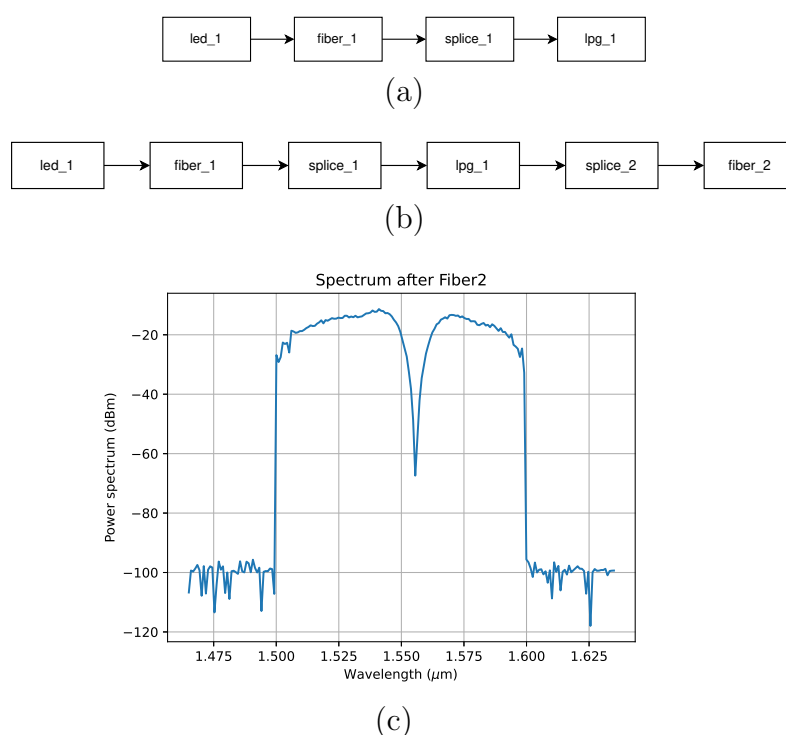 led_1 fiber_1 splice_1 lpg_1
(a)
led_1 fiber_1 splice_1 lpg_1 splice_2 fiber_2
(b)
Spectrum after Fiber2
Power spectrum (dBm)
−20
−40
−60
−80
−100
−120
1.475 1.500 1.525 1.550 1.575 1.600 1.625
Wavelength (μm)
(c)